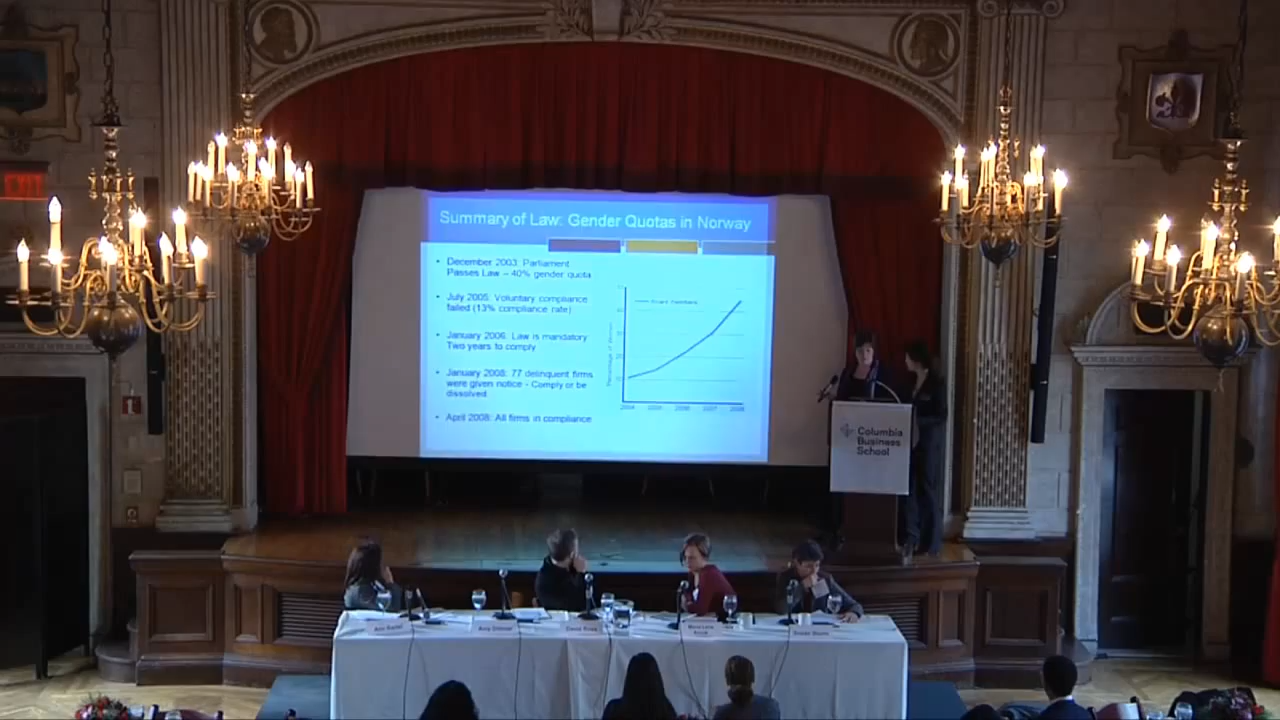 Summary of Law: Gender Quotas in Norway
• December 2003: Parliament
Passes Law – 40% gender quota
• July 2005: Voluntary compliance
failed (13% compliance rate)
• January 2006: Law is mandatory
Two years to comply
• January 2008: 77 delinquent firms
were given notice - Comply or be
dissolved
• April 2008: All firms in compliance
Percentage of
2004 2005 2006 2007 2008
Columbia
Business
School